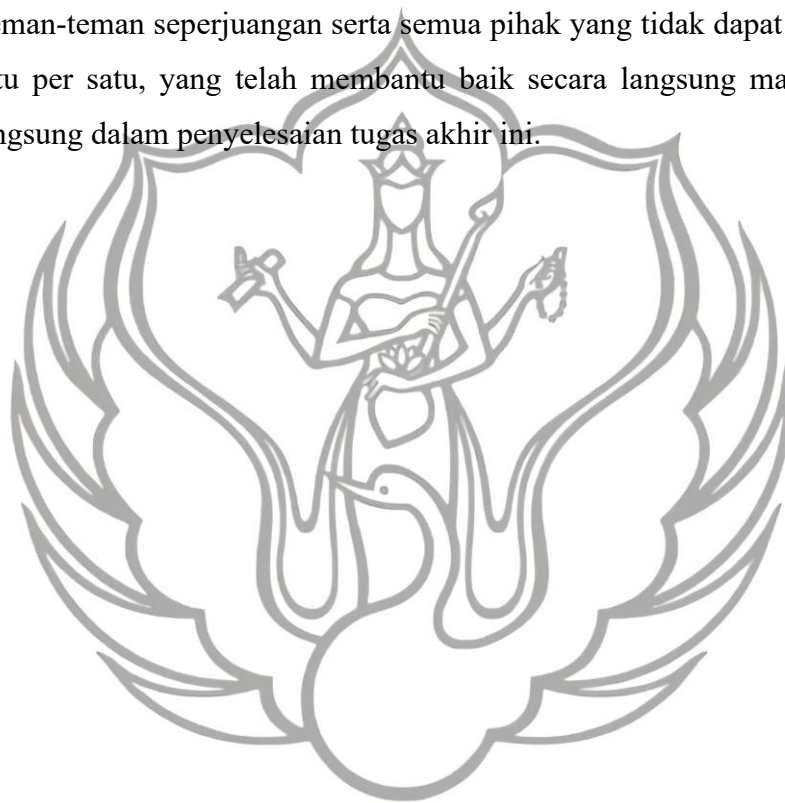 eman-teman seperjuangan serta semua pihak yang tidak dapat
tu per satu, yang telah membantu baik secara langsung ma
ngsung dalam penyelesaian tugas akhir ini.